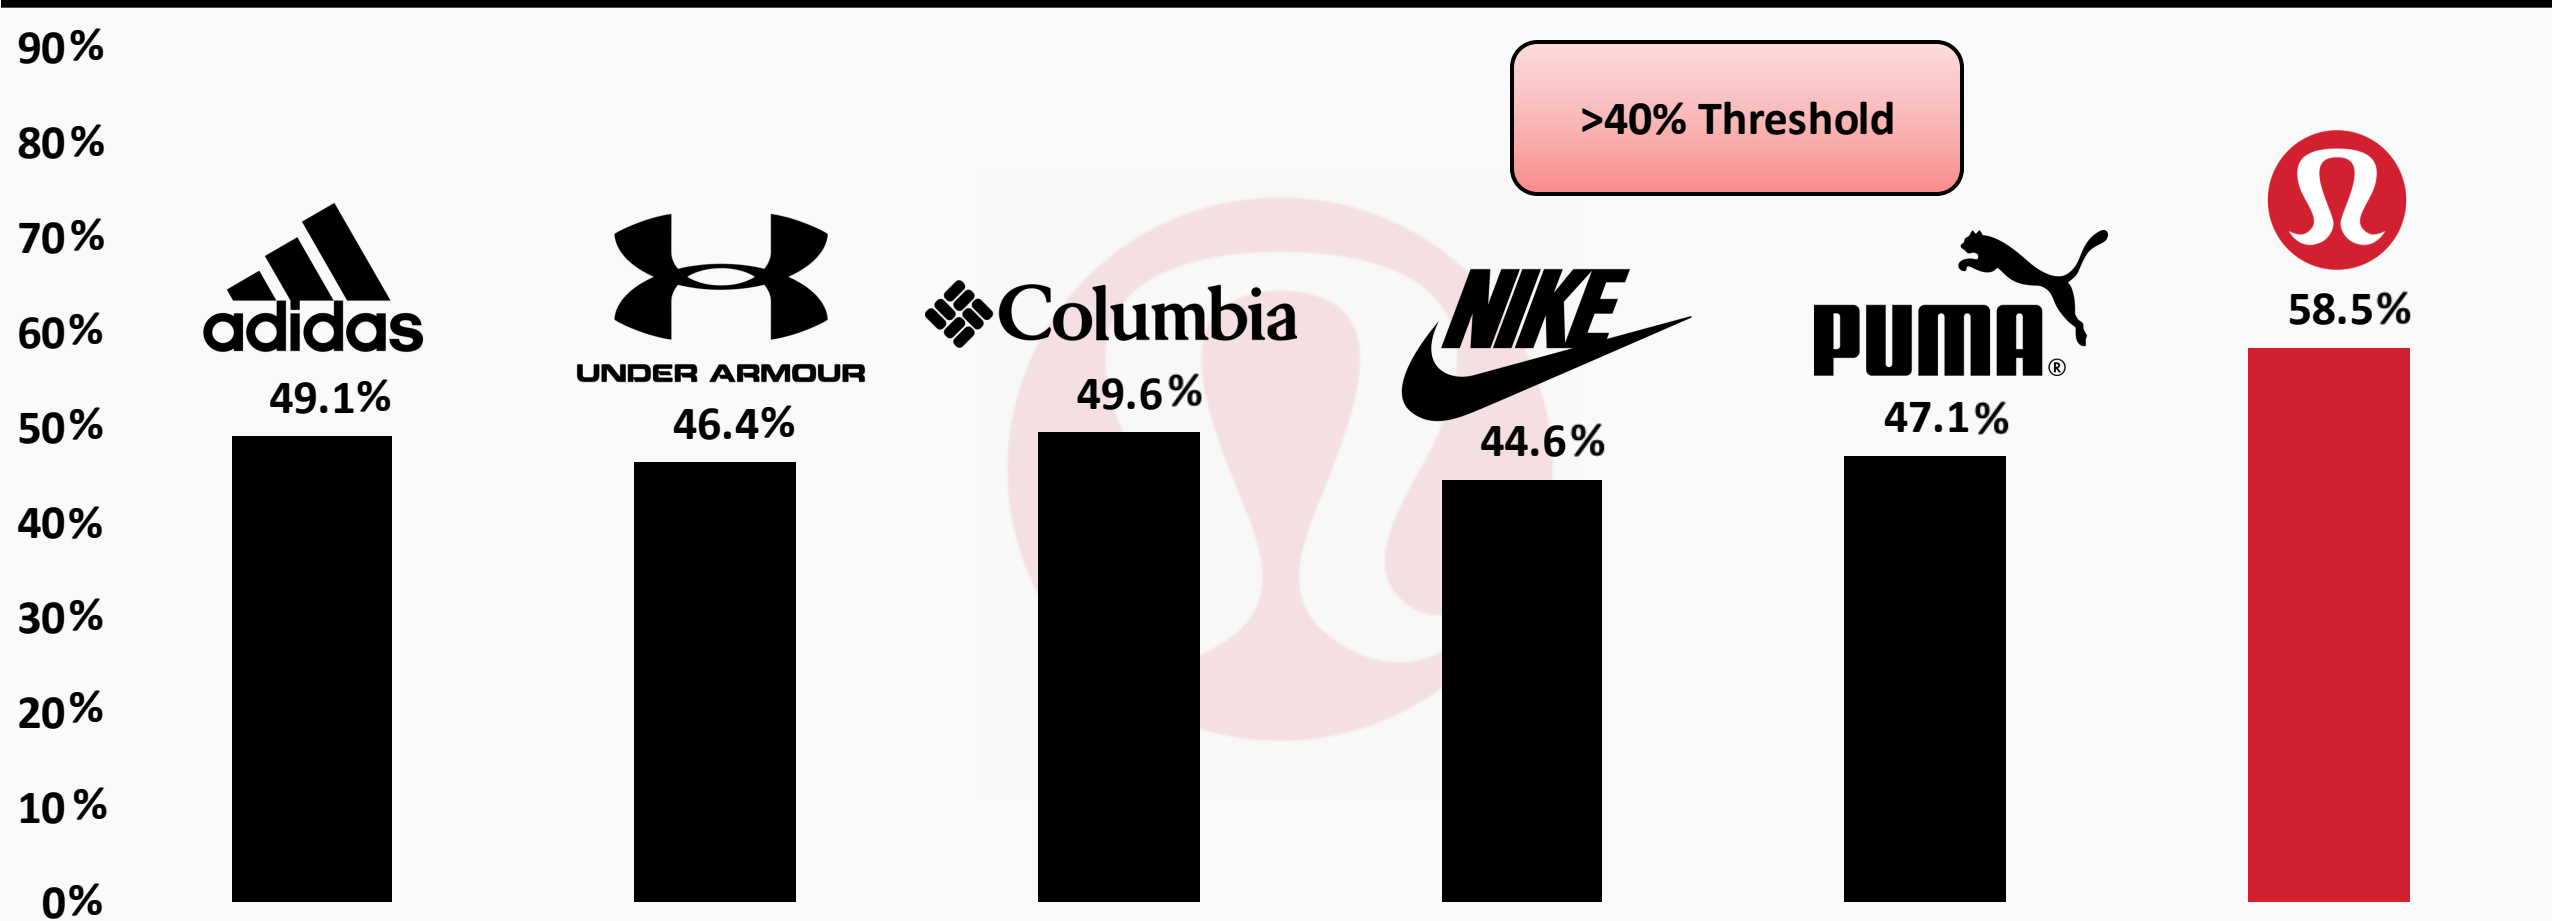 90%
80%
70%
60%
50%
40%
30%
20%
10%
0%
>40% Threshold
adidas
49.1%
UNDER ARMOUR
46.4%
Columbia
49.6%
NIKE
44.6%
PUMA®
47.1%
58.5%